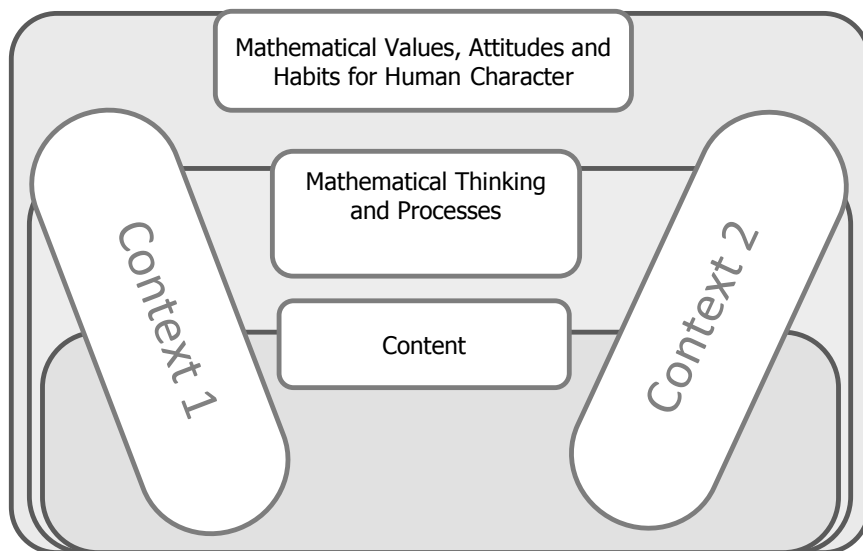 Mathematical Values, Attitudes and
Habits for Human Character
Mathematical Thinking
and Processes
Context 1
Context 2
Content